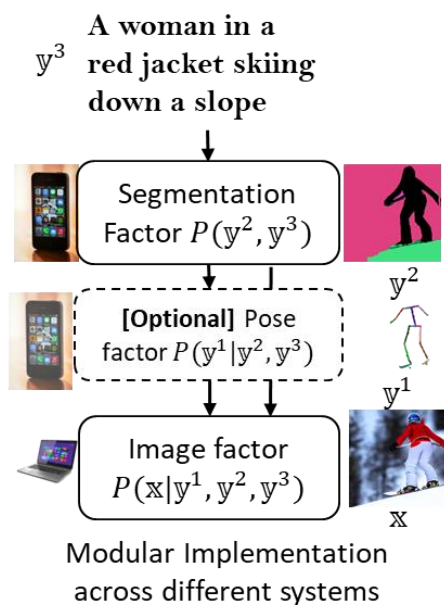 𝕪³
A woman in a
red jacket skiing
down a slope
Segmentation
Factor P(𝕪², 𝕪³)
𝕪²
[Optional] Pose
factor P(𝕪¹|𝕪², 𝕪³)
𝕪¹
Image factor
P(𝕩|𝕪¹, 𝕪², 𝕪³)
𝕩
Modular Implementation
across different systems